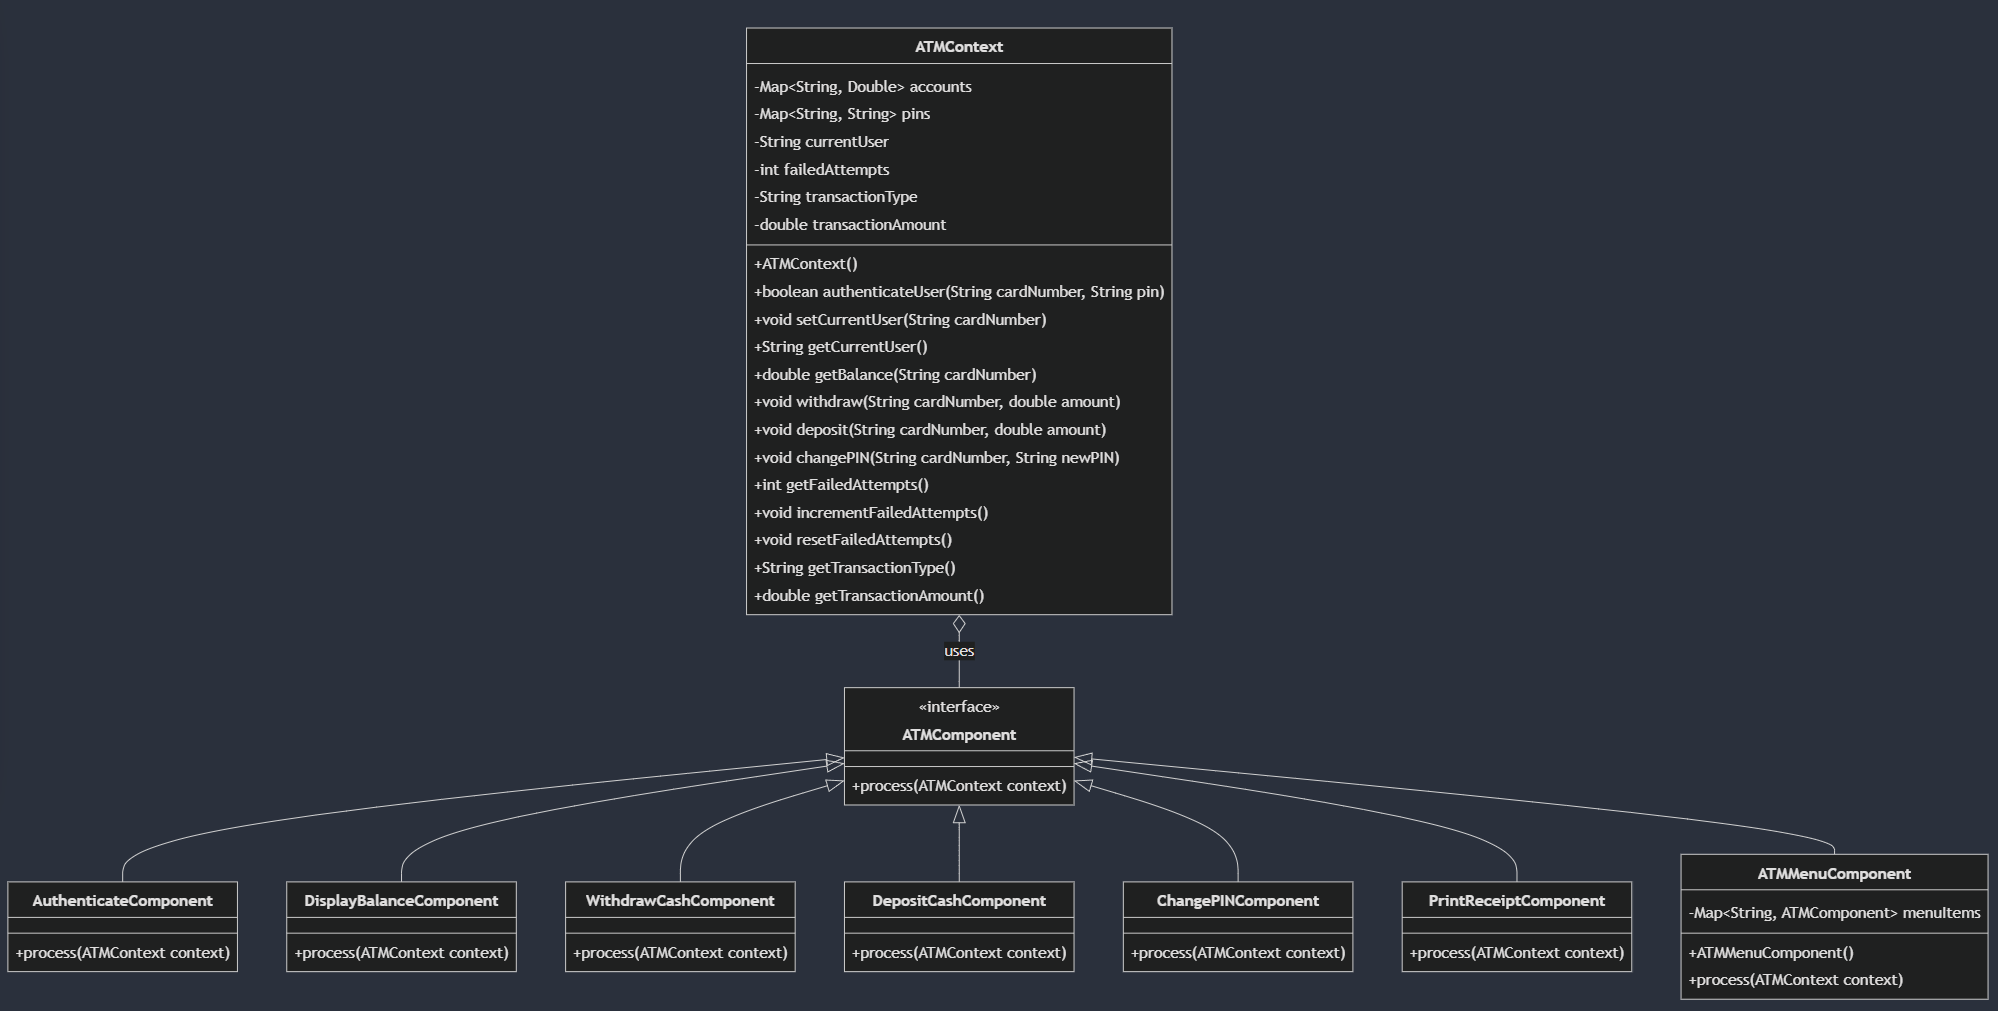 ATMContext
-Map<String, Double> accounts
-Map<String, String> pins
-String currentUser
-int failedAttempts
-String transactionType
-double transactionAmount
+ATMContext()
+boolean authenticateUser(String cardNumber, String pin)
+void setCurrentUser(String cardNumber)
+String getCurrentUser()
+double getBalance(String cardNumber)
+void withdraw(String cardNumber, double amount)
+void deposit(String cardNumber, double amount)
+void changePIN(String cardNumber, String newPIN)
+int getFailedAttempts()
+void incrementFailedAttempts()
+void resetFailedAttempts()
+String getTransactionType()
+double getTransactionAmount()
uses
«interface»
ATMComponent
+process(ATMContext context)
AuthenticateComponent
+process(ATMContext context)
DisplayBalanceComponent
+process(ATMContext context)
WithdrawCashComponent
+process(ATMContext context)
DepositCashComponent
+process(ATMContext context)
ChangePINComponent
+process(ATMContext context)
PrintReceiptComponent
+process(ATMContext context)
ATMMenuComponent
-Map<String, ATMComponent> menuItems
+ATMMenuComponent()
+process(ATMContext context)